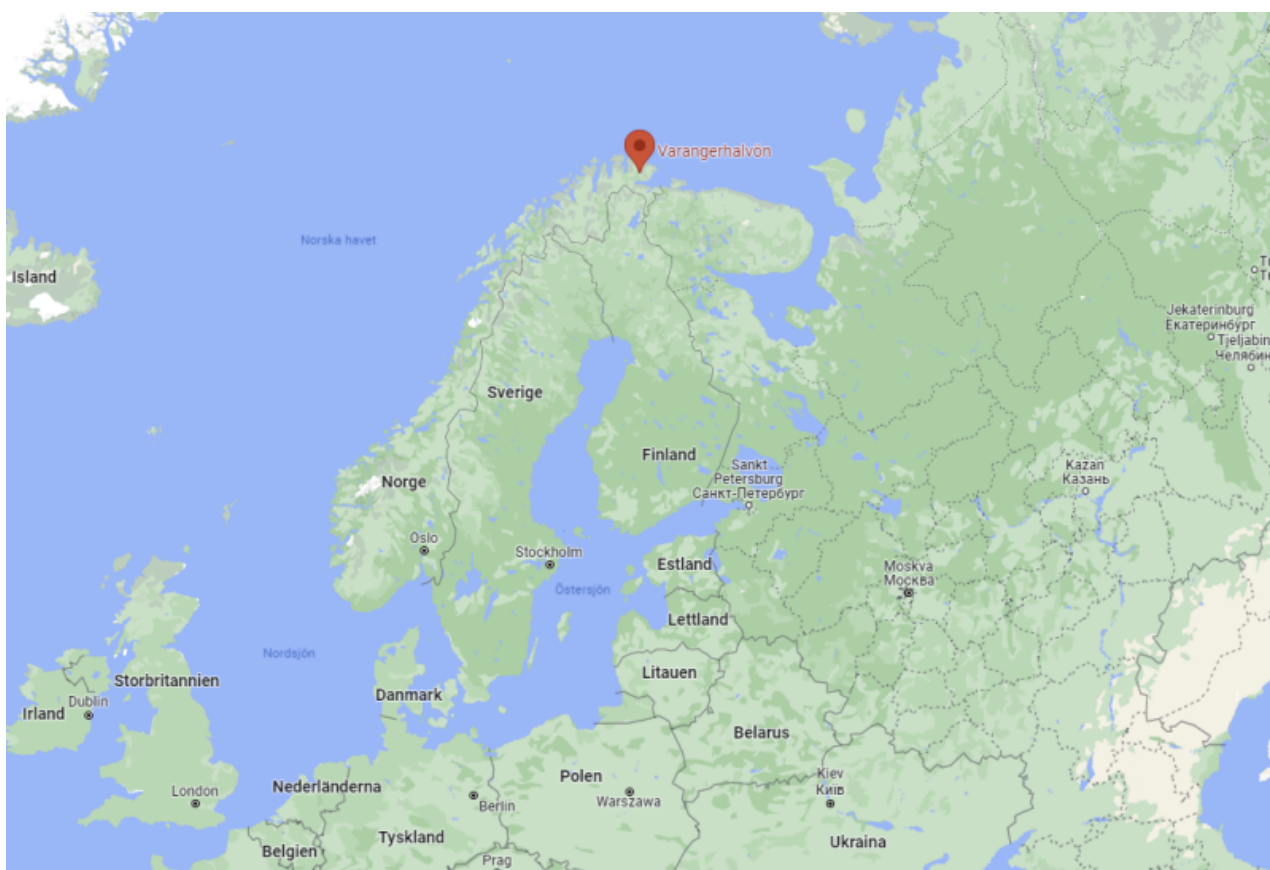 Varangerhalvön
Norska havet
Island
Jekaterinburg
Екатеринбург
Tjeljabin
Челябин
Sverige
Finland
Sankt
Petersburg
Санкт-Петербург
Kazan
Казань
Norge
Oslo
Stockholm
Estland
Moskva
Москва
Östersjön
Lettland
Nordsjön
Litauen
Storbritannien
Danmark
Irland
Dublin
Belarus
Nederländerna
Polen
Kiev
Київ
London
Berlin
Warszawa
Tyskland
Ukraina
Belgien
Prag